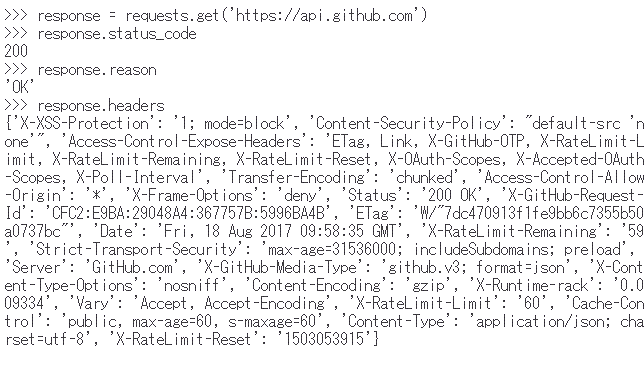 >>> response = requests.get('https://api.github.com')
>>> response.status_code
200
>>> response.reason
'OK'
>>> response.headers
{'X-XSS-Protection': '1; mode=block', 'Content-Security-Policy': "default-src 'n
one'", 'Access-Control-Expose-Headers': 'ETag, Link, X-GitHub-OTP, X-RateLimit-L
imit, X-RateLimit-Remaining, X-RateLimit-Reset, X-OAuth-Scopes, X-Accepted-OAuth
-Scopes, X-Poll-Interval', 'Transfer-Encoding': 'chunked', 'Access-Control-Allow
-Origin': '*', 'X-Frame-Options': 'deny', 'Status': '200 OK', 'X-GitHub-Request-
Id': 'CFC2:E9BA:29048A4:367757B:5996BA4B', 'ETag': 'W/"7dc470913f1fe9bb6c7355b50
a0737bc"', 'Date': 'Fri, 18 Aug 2017 09:58:35 GMT', 'X-RateLimit-Remaining': '59
', 'Strict-Transport-Security': 'max-age=31536000; includeSubdomains; preload',
'Server': 'GitHub.com', 'X-GitHub-Media-Type': 'github.v3; format=json', 'X-Cont
ent-Type-Options': 'nosniff', 'Content-Encoding': 'gzip', 'X-Runtime-rack': '0.0
09334', 'Vary': 'Accept, Accept-Encoding', 'X-RateLimit-Limit': '60', 'Cache-Con
trol': 'public, max-age=60, s-maxage=60', 'Content-Type': 'application/json; cha
rset=utf-8', 'X-RateLimit-Reset': '1503053915'}